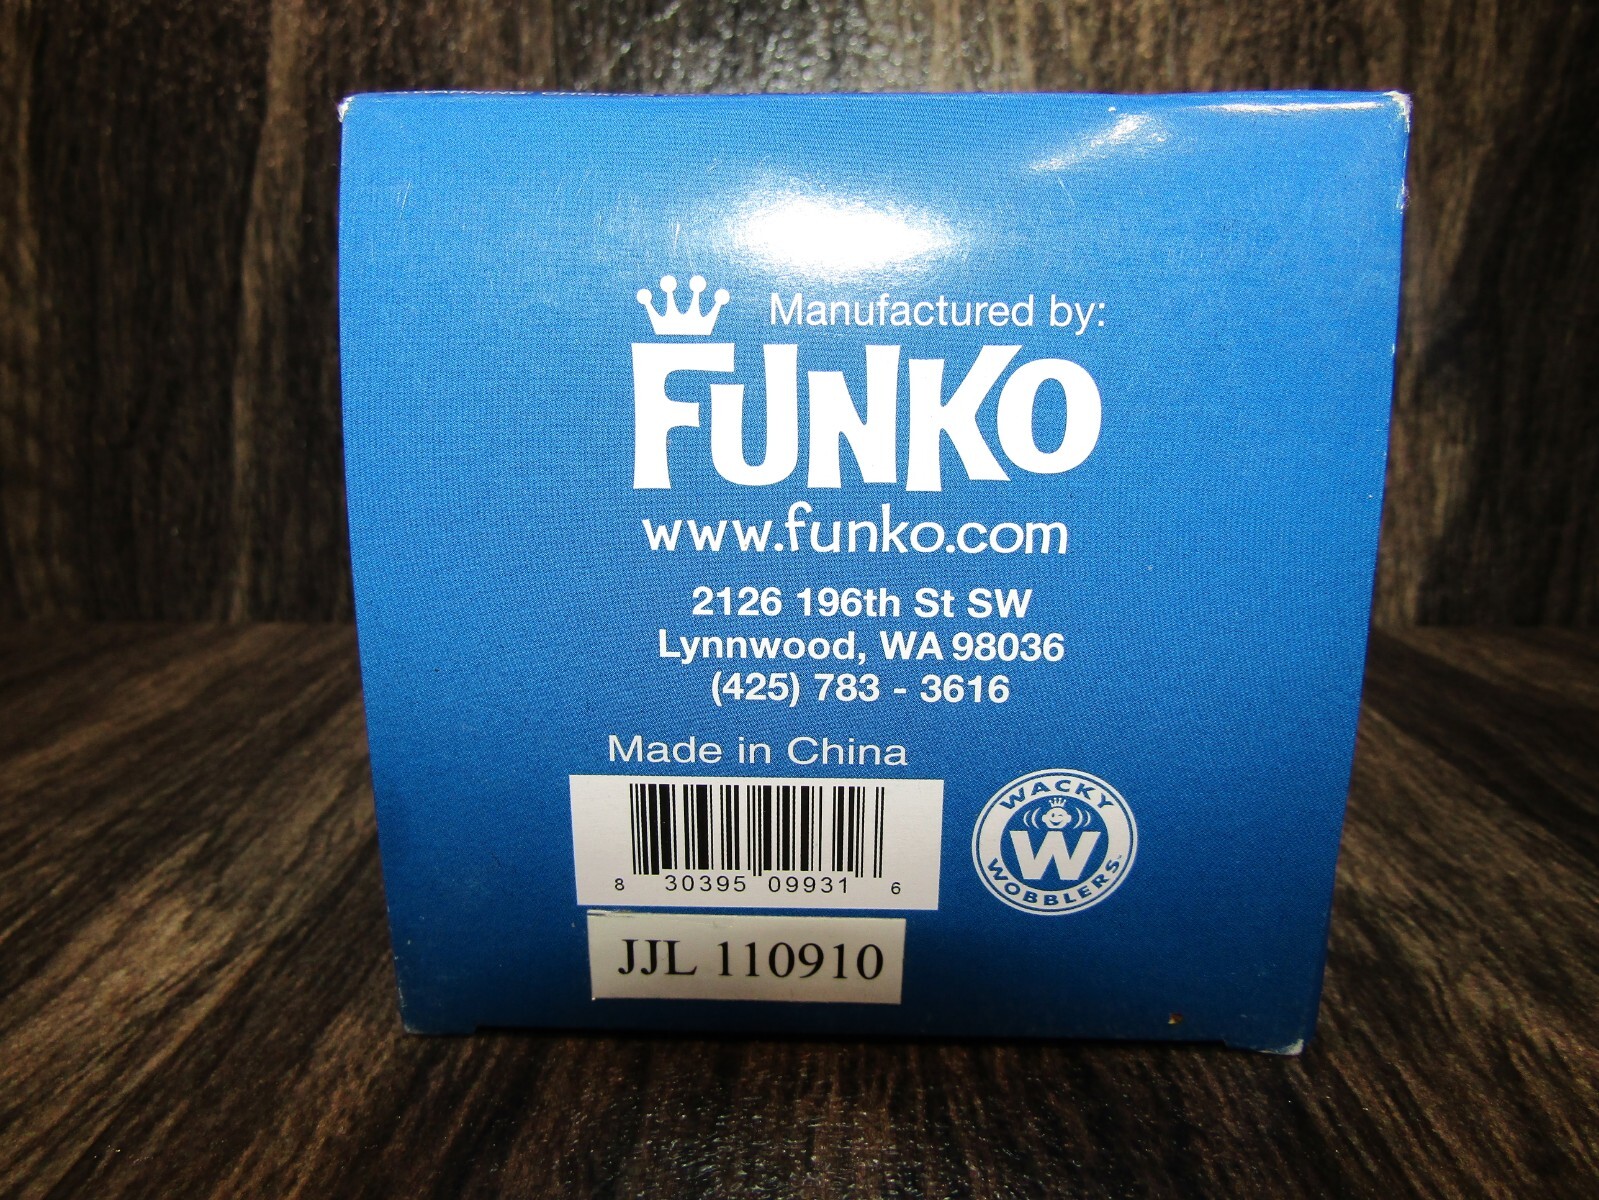 Manufactured by:
FUNKO
www.funko.com
2126 196th St SW
Lynnwood, WA 98036
(425) 783 - 3616
Made in China
8 30395 09931 6
WACKY
W
WOBBLERS
JJL 110910